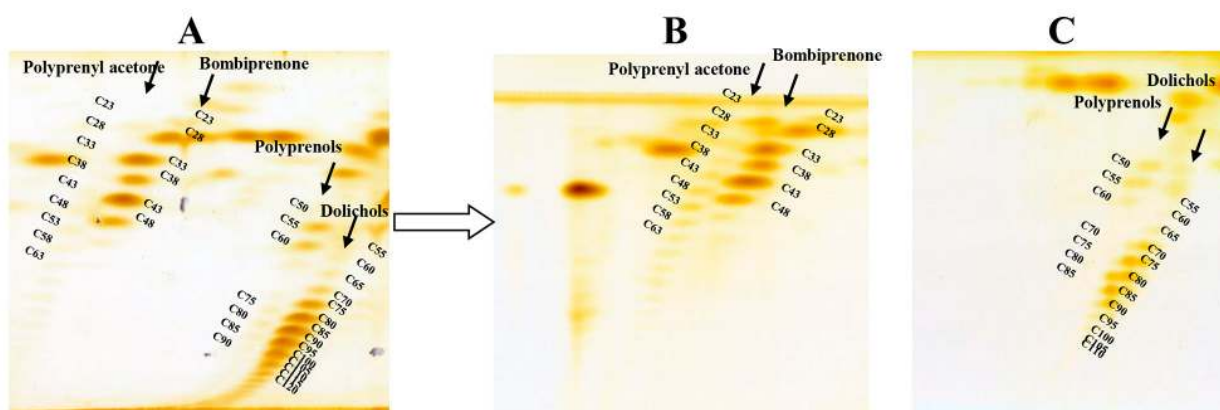 A
Polyprenyl acetone
Bombiprenone
C23
C28
C33
C38
C43
C48
C53
C58
C63
C23
C28
C33
C38
C43
C48
Polyprenols
C50
C55
C60
C75
C80
C85
C90
Dolichols
C55
C60
C65
C70
C75
C80
C85
C90
C95
C100
C120
B
Polyprenyl acetone
Bombiprenone
C23
C28
C33
C38
C43
C48
C53
C58
C63
C23
C28
C33
C38
C43
C48
C
Dolichols
Polyprenols
C50
C55
C60
C70
C75
C80
C85
C55
C60
C65
C70
C75
C80
C85
C90
C95
C100
C105
C110